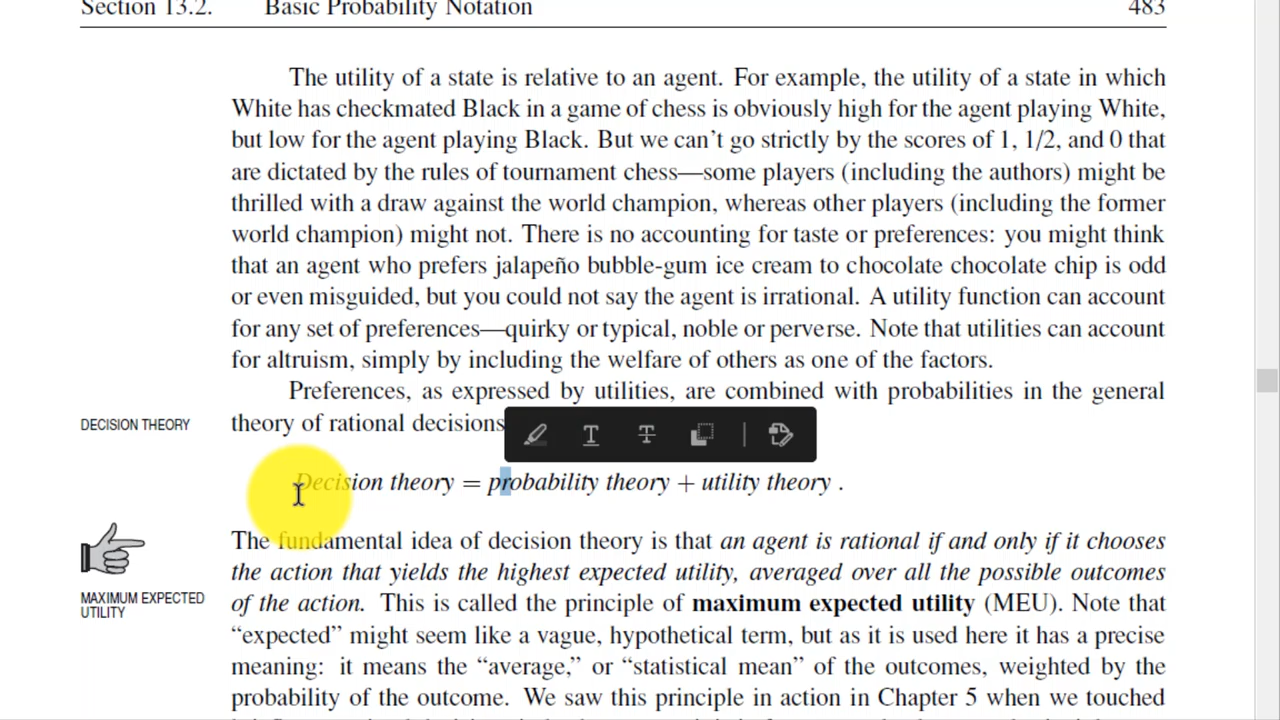 Section 13.2. Basic Probability Notation 483
The utility of a state is relative to an agent. For example, the utility of a state in which
White has checkmated Black in a game of chess is obviously high for the agent playing White,
but low for the agent playing Black. But we can’t go strictly by the scores of 1, 1/2, and 0 that
are dictated by the rules of tournament chess—some players (including the authors) might be
thrilled with a draw against the world champion, whereas other players (including the former
world champion) might not. There is no accounting for taste or preferences: you might think
that an agent who prefers jalapeño bubble-gum ice cream to chocolate chocolate chip is odd
or even misguided, but you could not say the agent is irrational. A utility function can account
for any set of preferences—quirky or typical, noble or perverse. Note that utilities can account
for altruism, simply by including the welfare of others as one of the factors.
Preferences, as expressed by utilities, are combined with probabilities in the general
DECISION THEORY
theory of rational decisions
Decision theory = probability theory + utility theory .
The fundamental idea of decision theory is that an agent is rational if and only if it chooses
the action that yields the highest expected utility, averaged over all the possible outcomes
MAXIMUM EXPECTED
UTILITY
of the action. This is called the principle of maximum expected utility (MEU). Note that
“expected” might seem like a vague, hypothetical term, but as it is used here it has a precise
meaning: it means the “average,” or “statistical mean” of the outcomes, weighted by the
probability of the outcome. We saw this principle in action in Chapter 5 when we touched